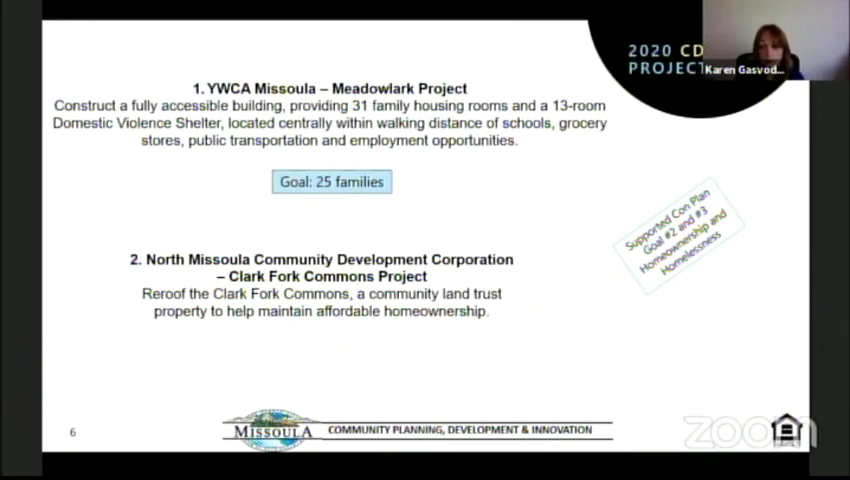 2020 CD
PROJECT
Karen Gasvod...
1. YWCA Missoula – Meadowlark Project
Construct a fully accessible building, providing 31 family housing rooms and a 13-room
Domestic Violence Shelter, located centrally within walking distance of schools, grocery
stores, public transportation and employment opportunities.
Goal: 25 families
Supported Con Plan
Goal #2 and #3
Homeownership and
Homelessness
2. North Missoula Community Development Corporation
– Clark Fork Commons Project
Reroof the Clark Fork Commons, a community land trust
property to help maintain affordable homeownership.
6
MISSOULA
COMMUNITY PLANNING, DEVELOPMENT & INNOVATION
zoom